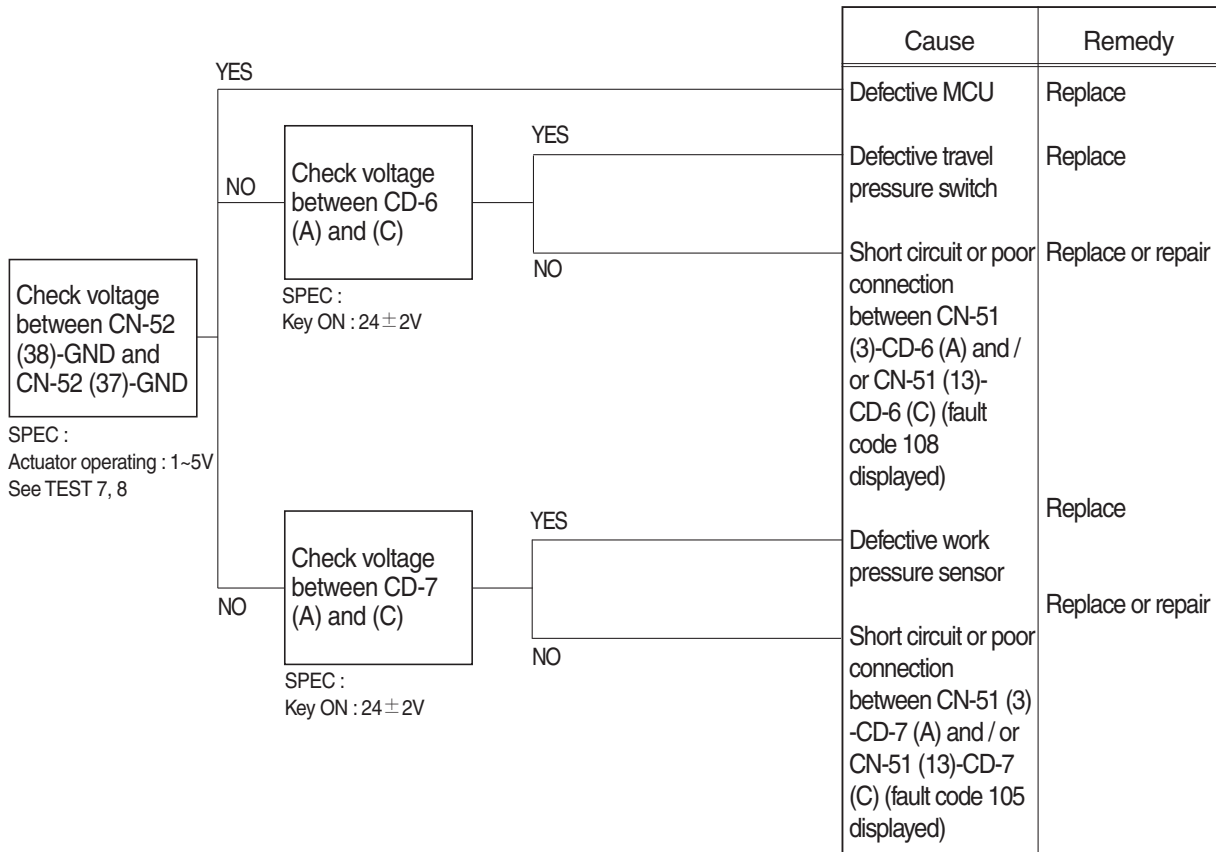 Cause
Remedy
YES
Defective MCU
Replace
NO
Check voltage
between CD-6
(A) and (C)
SPEC :
Key ON : 24±2V
YES
Defective travel
pressure switch
Replace
NO
Short circuit or poor
connection
between CN-51
(3)-CD-6 (A) and /
or CN-51 (13)-
CD-6 (C) (fault
code 108
displayed)
Replace or repair
Check voltage
between CN-52
(38)-GND and
CN-52 (37)-GND
SPEC :
Actuator operating : 1~5V
See TEST 7, 8
NO
Check voltage
between CD-7
(A) and (C)
SPEC :
Key ON : 24±2V
YES
Defective work
pressure sensor
Replace
NO
Short circuit or poor
connection
between CN-51 (3)
-CD-7 (A) and / or
CN-51 (13)-CD-7
(C) (fault code 105
displayed)
Replace or repair